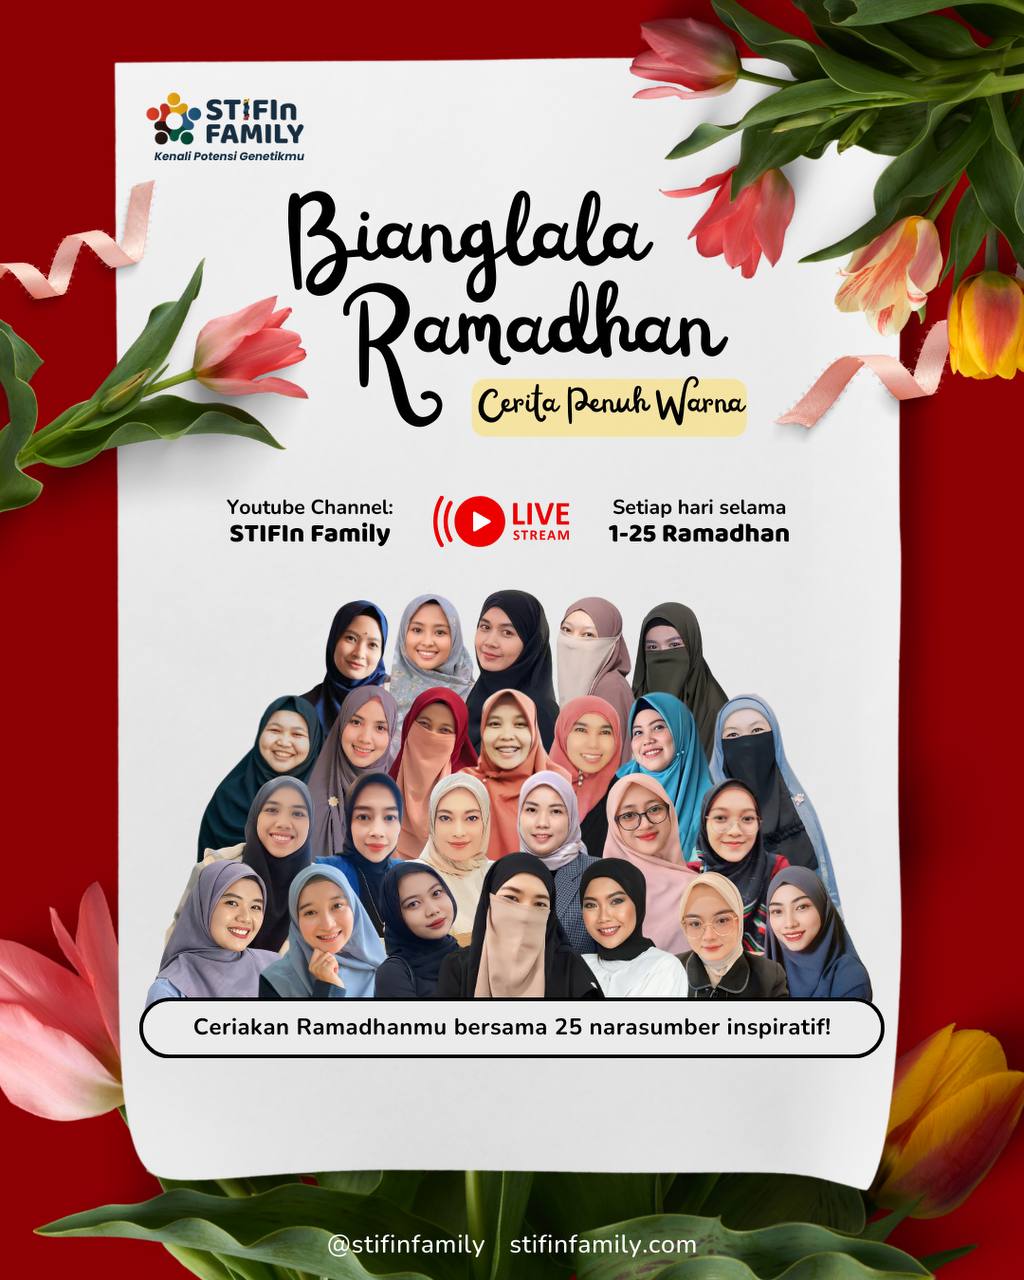 STIFIn
FAMILY
Kenali Potensi Genetikmu
Bianglala
Ramadhan
Cerita Penuh Warna
Youtube Channel:
STIFIn Family
LIVE
STREAM
Setiap hari selama
1-25 Ramadhan
Ceriakan Ramadhanmu bersama 25 narasumber inspiratif!
@stifinfamily stifinfamily.com